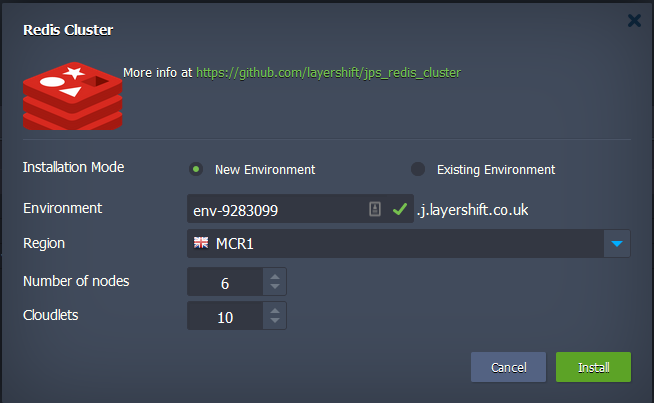 Redis Cluster
More info at https://github.com/layershift/jps_redis_cluster
Installation Mode New Environment Existing Environment
Environment env-9283099 .j.layershift.co.uk
Region MCR1
Number of nodes 6
Cloudlets 10
Cancel Install